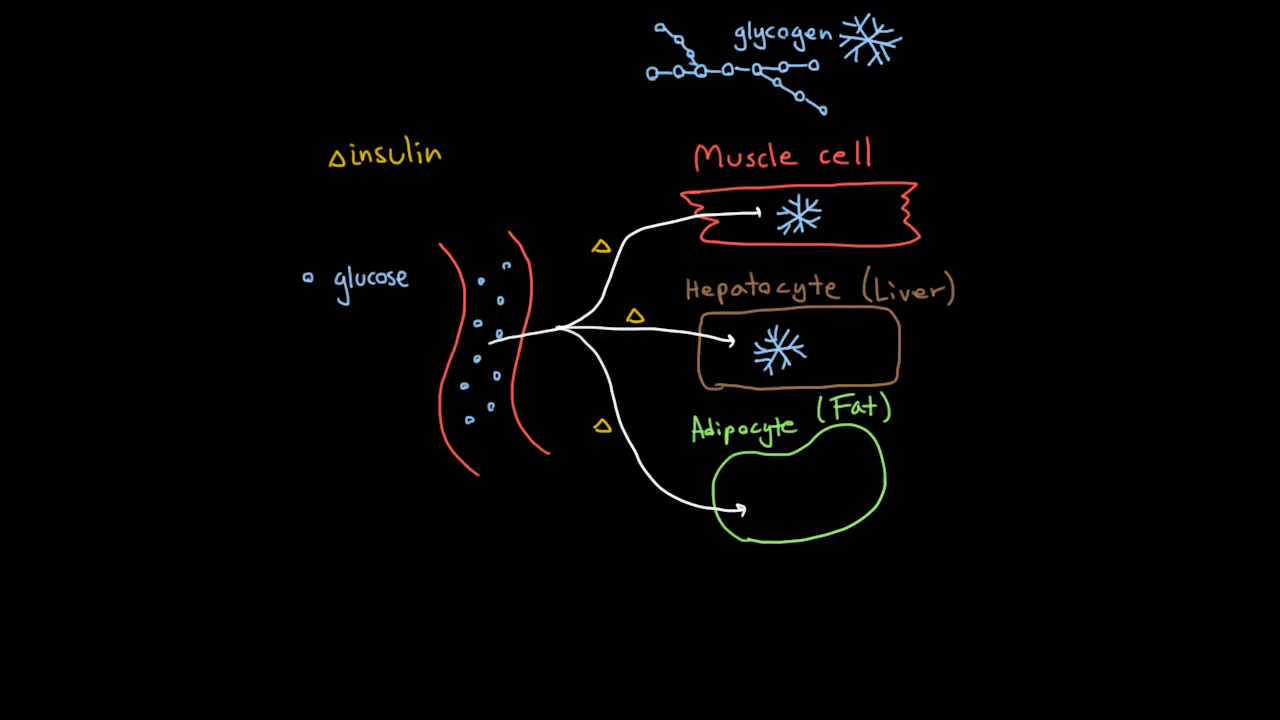 glycogen
insulin
Muscle cell
glucose
Hepatocyte (Liver)
Adipocyte (Fat)